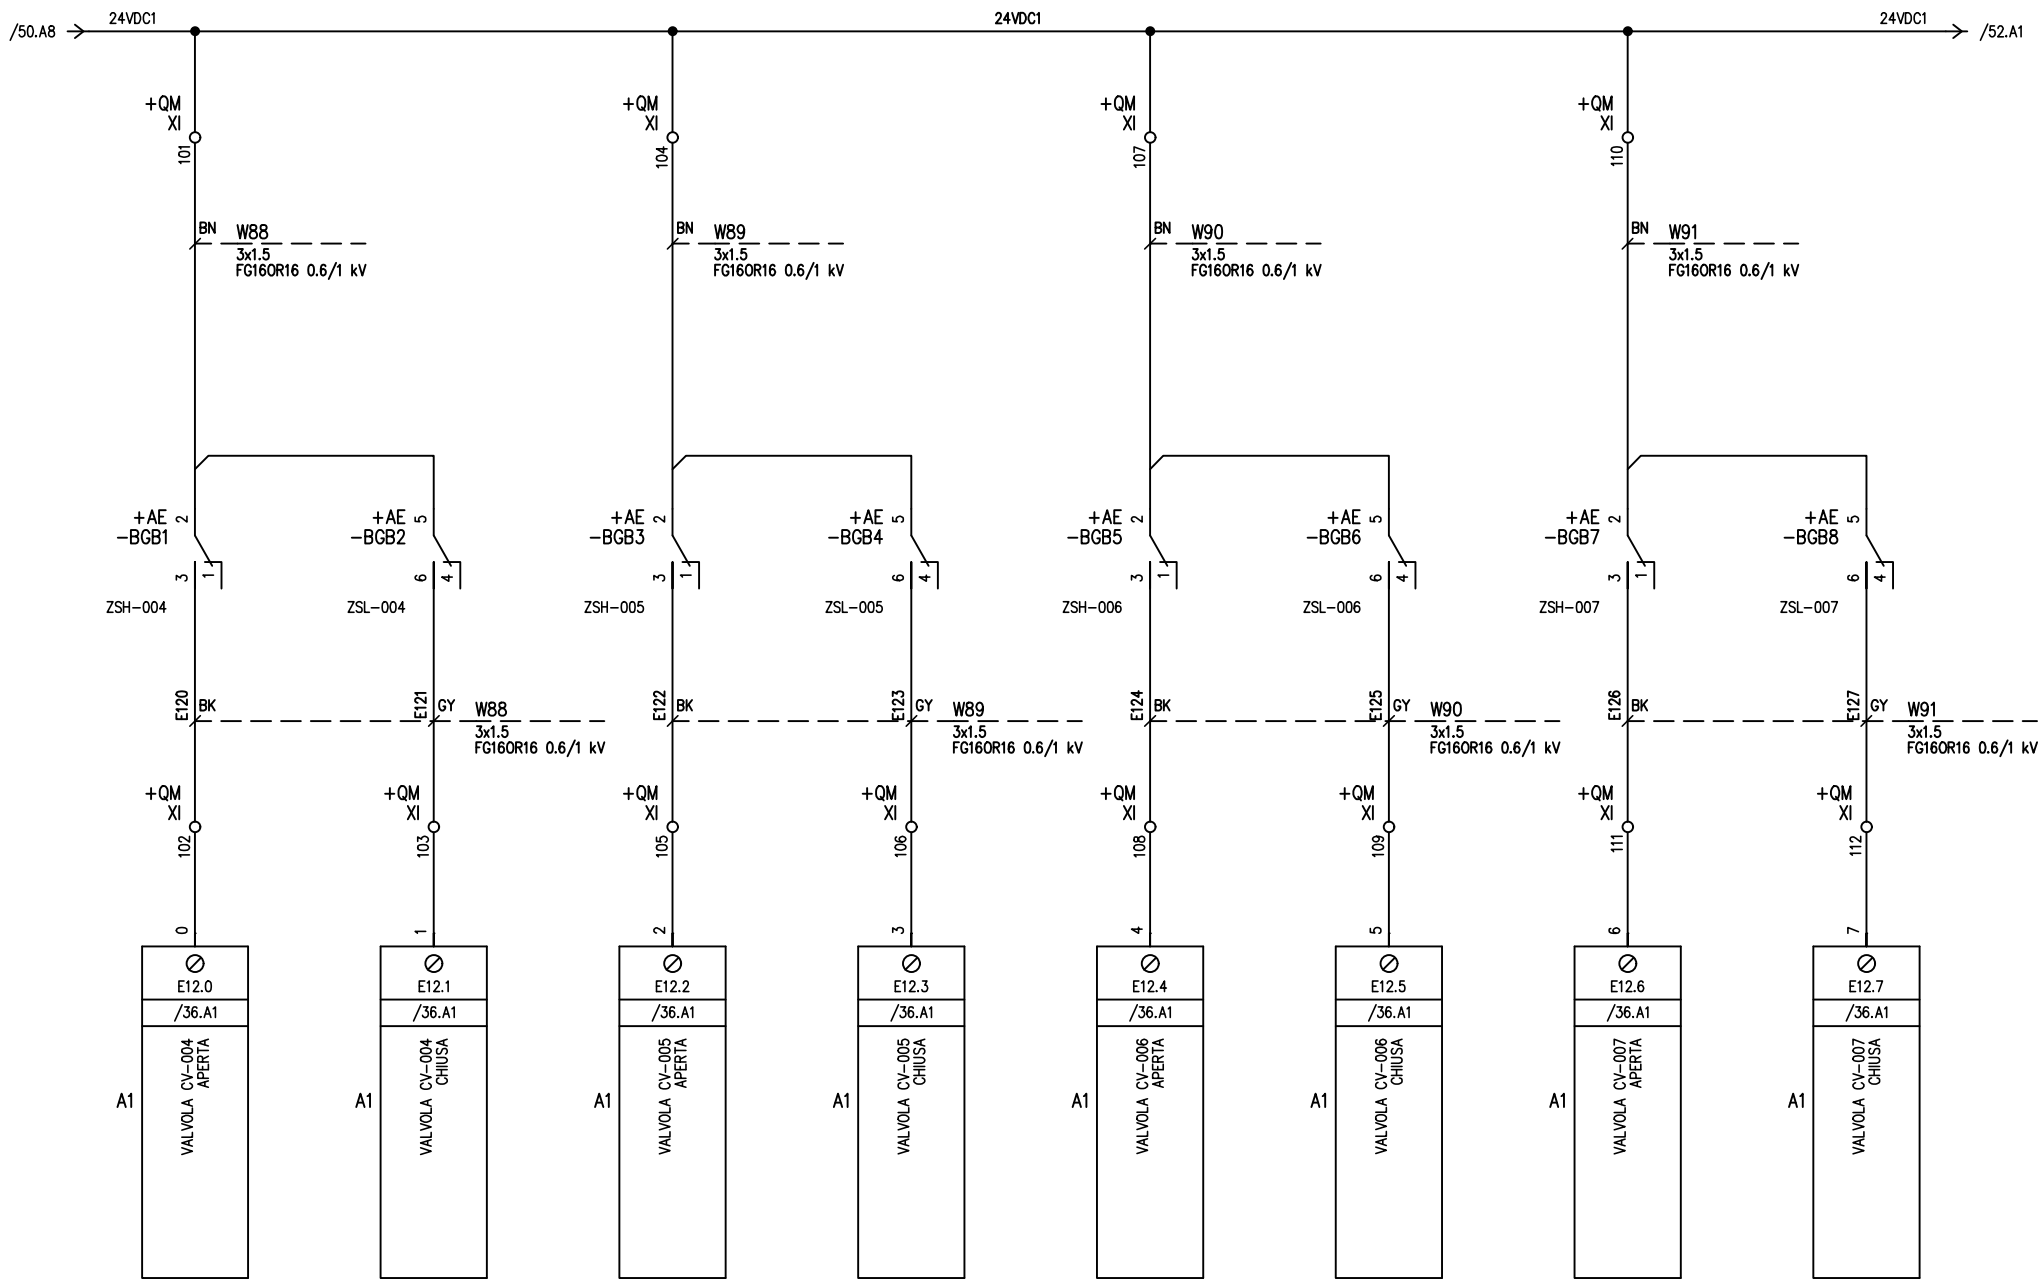 24VDC1 24VDC1 24VDC1
/50.A8 /52.A1
+QM +QM +QM +QM
XI XI XI XI
101 104 107 110
BN W88 BN W89 BN W90 BN W91
3x1.5 3x1.5 3x1.5 3x1.5
FG16OR16 0.6/1 kV FG16OR16 0.6/1 kV FG16OR16 0.6/1 kV FG16OR16 0.6/1 kV
+AE 2 +AE 5 +AE 2 +AE 5 +AE 2 +AE 5 +AE 2 +AE 5
-BGB1 -BGB2 -BGB3 -BGB4 -BGB5 -BGB6 -BGB7 -BGB8
3 1 6 4 3 1 6 4 3 1 6 4 3 1 6 4
ZSH-004 ZSL-004 ZSH-005 ZSL-005 ZSH-006 ZSL-006 ZSH-007 ZSL-007
E120 BK E121 GY W88 E122 BK E123 GY W89 E124 BK E125 GY W90 E126 BK E127 GY W91
3x1.5 3x1.5 3x1.5 3x1.5
FG16OR16 0.6/1 kV FG16OR16 0.6/1 kV FG16OR16 0.6/1 kV FG16OR16 0.6/1 kV
+QM +QM +QM +QM +QM +QM +QM +QM
XI XI XI XI XI XI XI XI
102 103 105 106 108 109 111 112
0 1 2 3 4 5 6 7
E12.0 E12.1 E12.2 E12.3 E12.4 E12.5 E12.6 E12.7
/36.A1 /36.A1 /36.A1 /36.A1 /36.A1 /36.A1 /36.A1 /36.A1
A1 A1 A1 A1 A1 A1 A1 A1
VALVOLA CV-004
APERTA
VALVOLA CV-004
CHIUSA
VALVOLA CV-005
APERTA
VALVOLA CV-005
CHIUSA
VALVOLA CV-006
APERTA
VALVOLA CV-006
CHIUSA
VALVOLA CV-007
APERTA
VALVOLA CV-007
CHIUSA